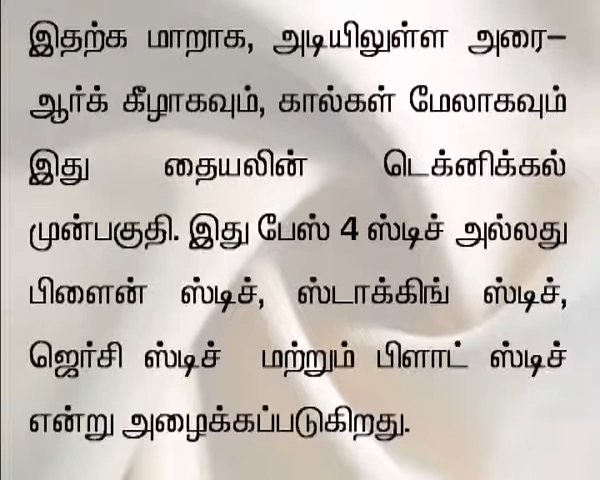 இதற்க மாறாக, அடியிலுள்ள அரை–
ஆர்க் கீழாகவும், கால்கள் மேலாகவும்
இது தையலின் டெக்னிக்கல்
முன்பகுதி. இது பேஸ் 4 ஸ்டிச் அல்லது
பிளைன் ஸ்டிச், ஸ்டாக்கிங் ஸ்டிச்,
ஜெர்சி ஸ்டிச் மற்றும் பிளாட் ஸ்டிச்
என்று அழைக்கப்படுகிறது.